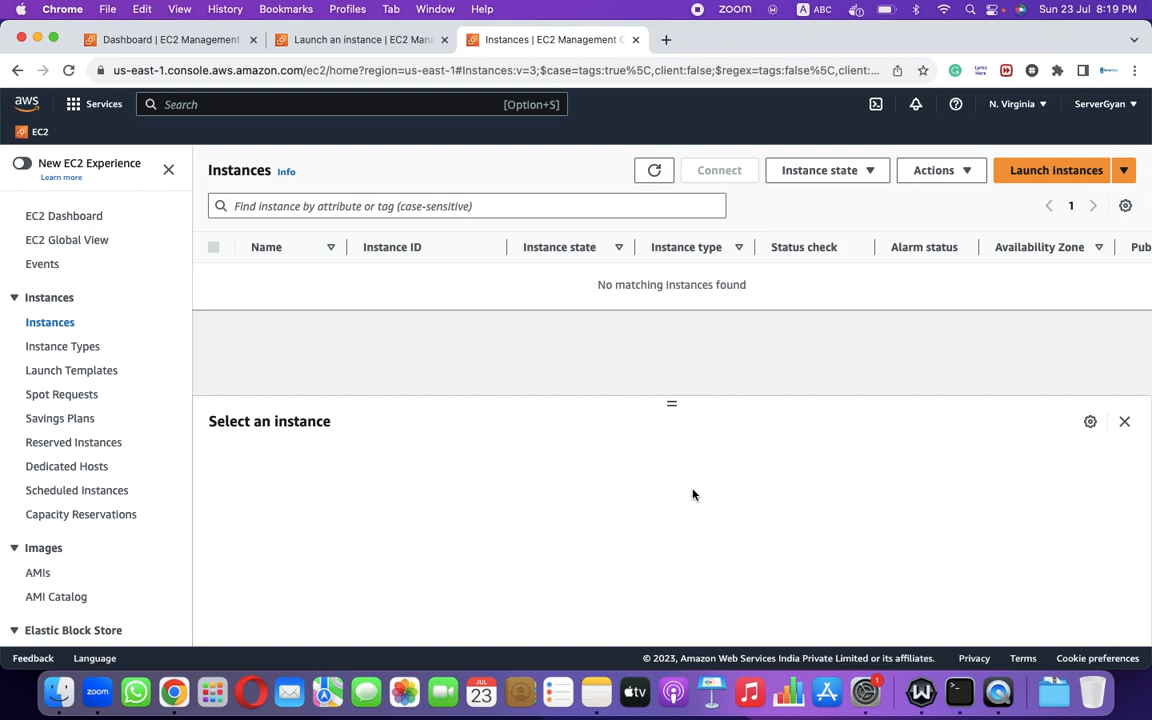 Chrome File Edit View History Bookmarks Profiles Tab Window Help zoom A ABC Sun 23 Jul 8:19 PM
Dashboard | EC2 Management Launch an instance | EC2 Mana Instances | EC2 Management C
us-east-1.console.aws.amazon.com/ec2/home?region=us-east-1#Instances:v=3;$case=tags:true%5C,client:false;$regex=tags:false%5C,client:...
aws Services Search [Option+S] N. Virginia ServerGyan
EC2
New EC2 Experience
Learn more
Instances Info
Connect Instance state Actions Launch instances
Find instance by attribute or tag (case-sensitive) 1
Name Instance ID Instance state Instance type Status check Alarm status Availability Zone Pub
No matching instances found
EC2 Dashboard
EC2 Global View
Events
Instances
Instances
Instance Types
Launch Templates
Spot Requests
Savings Plans
Reserved Instances
Dedicated Hosts
Scheduled Instances
Capacity Reservations
Images
AMIs
AMI Catalog
Elastic Block Store
Select an instance
Feedback Language © 2023, Amazon Web Services India Private Limited or its affiliates. Privacy Terms Cookie preferences
zoom JUL 23 tv 1